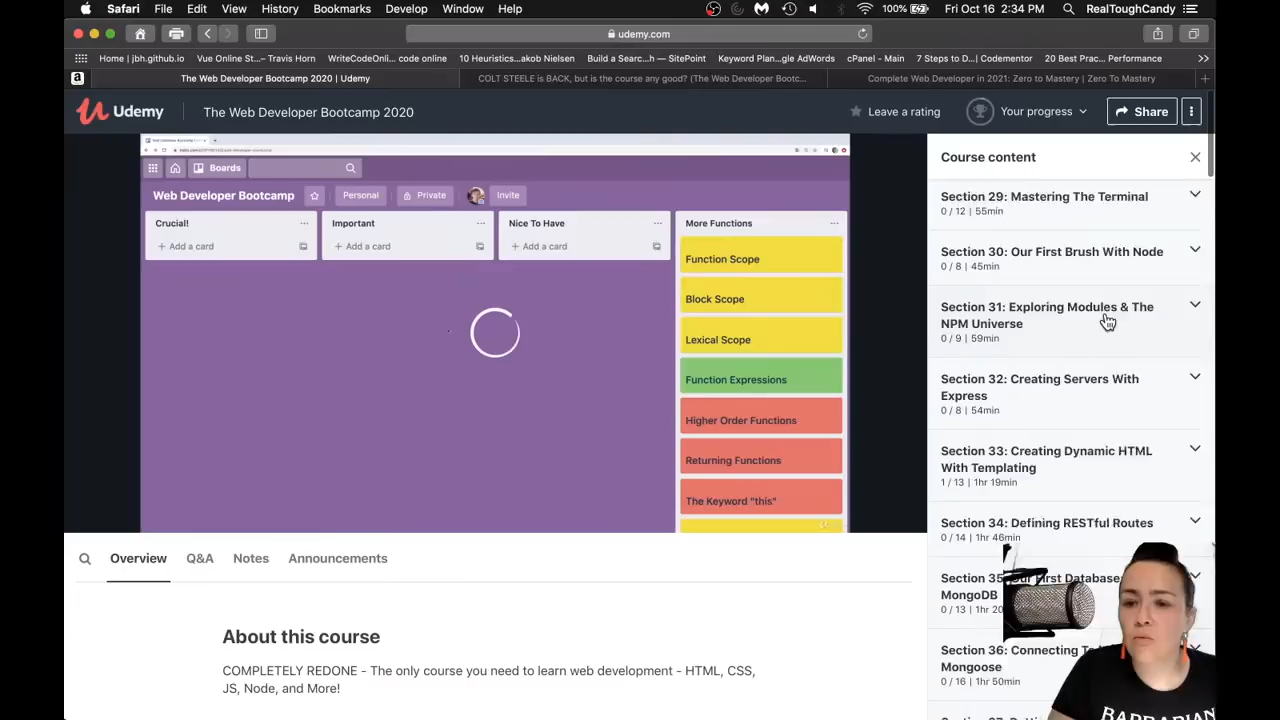 Safari File Edit View History Bookmarks Develop Window Help 100% Fri Oct 16 2:34 PM RealToughCandy
udemy.com
Home | jbh.github.io Vue Online St...– Travis Horn WriteCodeOnli... code online 10 Heuristics...akob Nielsen Build a Searc...h — SitePoint Keyword Plan...gle AdWords cPanel - Main 7 Steps to D...| Codementor 20 Best Prac... Performance
The Web Developer Bootcamp 2020 | Udemy COLT STEELE is BACK, but is the course any good? (The Web Developer Bootc... Complete Web Developer in 2021: Zero to Mastery | Zero To Mastery
Udemy The Web Developer Bootcamp 2020 Leave a rating Your progress Share
Boards
Web Developer Bootcamp Personal Private Invite
Crucial! Important Nice To Have More Functions
+ Add a card + Add a card + Add a card
Function Scope
Block Scope
Lexical Scope
Function Expressions
Higher Order Functions
Returning Functions
The Keyword "this"
Course content
Section 29: Mastering The Terminal
0 / 12 | 55min
Section 30: Our First Brush With Node
0 / 8 | 45min
Section 31: Exploring Modules & The
NPM Universe
0 / 9 | 59min
Section 32: Creating Servers With
Express
0 / 8 | 54min
Section 33: Creating Dynamic HTML
With Templating
1 / 13 | 1hr 19min
Section 34: Defining RESTful Routes
0 / 14 | 1hr 46min
Section 35: Our First Database:
MongoDB
0 / 13 | 1hr
Section 36: Connecting
Mongoose
0 / 16 | 1hr 50min
Overview Q&A Notes Announcements
About this course
COMPLETELY REDONE - The only course you need to learn web development - HTML, CSS,
JS, Node, and More!
BARBARIAN